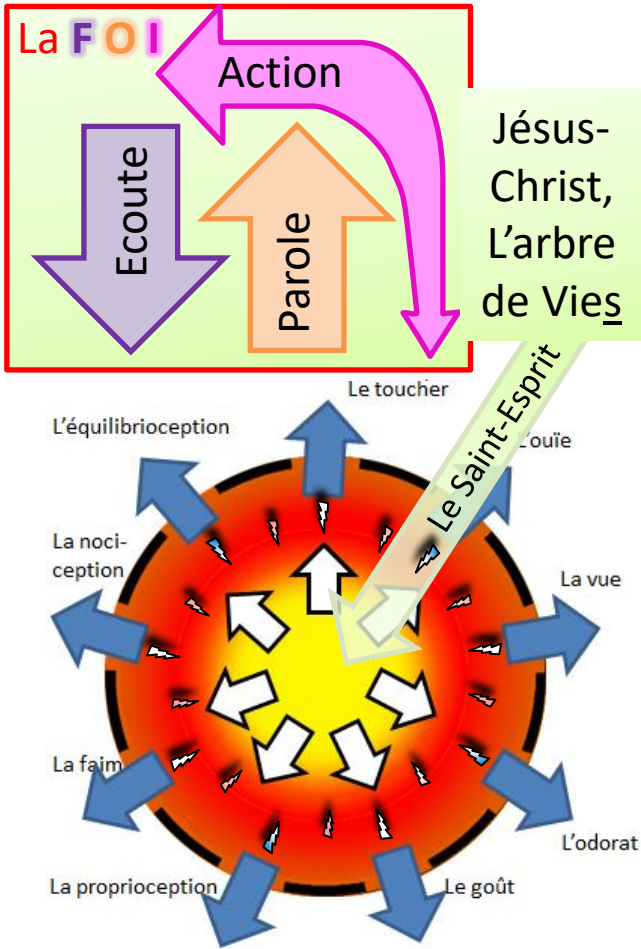 La F O I
Action
Ecoute
Parole
Jésus-
Christ,
L'arbre
de Vies
Le Saint-Esprit
Le toucher
L'ouïe
La vue
L'odorat
Le goût
La proprioception
La faim
La noci-
ception
L'équilibrioception